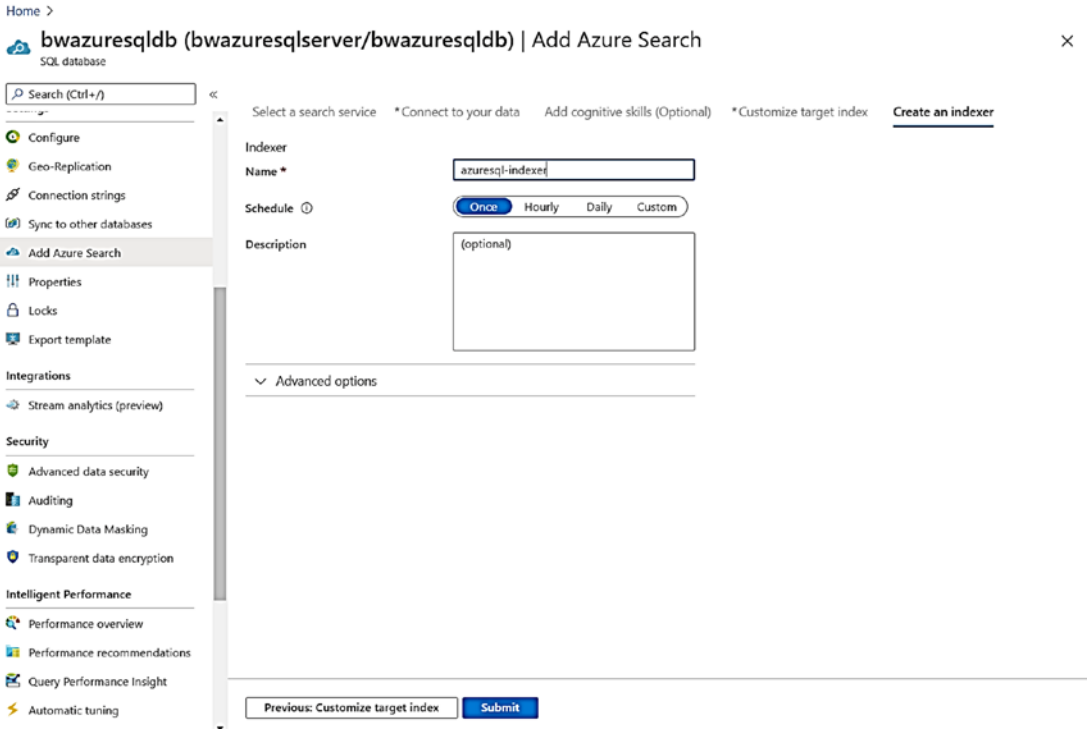 Home >
bwazuresqldb (bwazuresqlserver/bwazuresqldb) | Add Azure Search
SQL database
Search (Ctrl+/)
«
Configure
Geo-Replication
Connection strings
Sync to other databases
Add Azure Search
Properties
Locks
Export template
Integrations
Stream analytics (preview)
Security
Advanced data security
Auditing
Dynamic Data Masking
Transparent data encryption
Intelligent Performance
Performance overview
Performance recommendations
Query Performance Insight
Automatic tuning
Select a search service *Connect to your data Add cognitive skills (Optional) *Customize target index Create an indexer
Indexer
Name * azuresql-indexer
Schedule Once Hourly Daily Custom
Description (optional)
Advanced options
Previous: Customize target index Submit